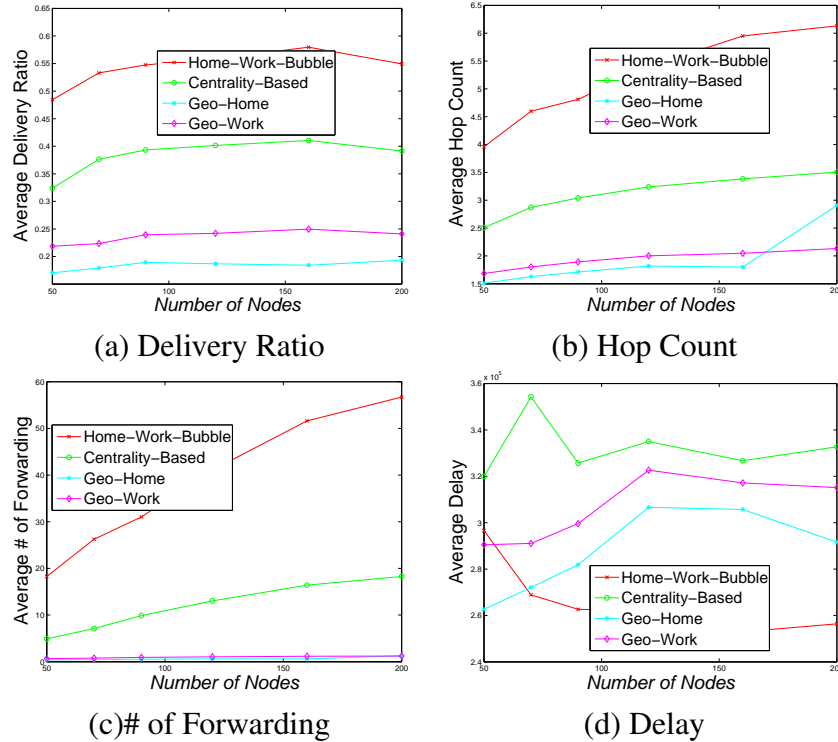 0.65
0.6
0.55
0.5
0.45
0.4
0.35
0.3
0.25
0.2
50
100
150
200
Average Delivery Ratio
Number of Nodes
Home-Work-Bubble
Centrality-Based
Geo-Home
Geo-Work
(a) Delivery Ratio
6.5
6
5.5
5
4.5
4
3.5
3
2.5
2
1.5
50
100
150
200
Average Hop Count
Number of Nodes
Home-Work-Bubble
Centrality-Based
Geo-Home
Geo-Work
(b) Hop Count
60
50
40
30
20
10
0
50
100
150
200
Average # of Forwarding
Number of Nodes
Home-Work-Bubble
Centrality-Based
Geo-Home
Geo-Work
(c)# of Forwarding
x 10^5
3.6
3.4
3.2
3
2.8
2.6
2.4
50
100
150
200
Average Delay
Number of Nodes
Home-Work-Bubble
Centrality-Based
Geo-Home
Geo-Work
(d) Delay